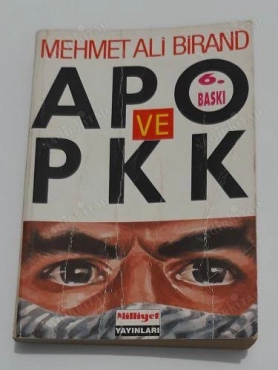 MEHMET ALİ BİRAND
APO
6.
BASKI
VE
PKK
Milliyet
YAYINLARI